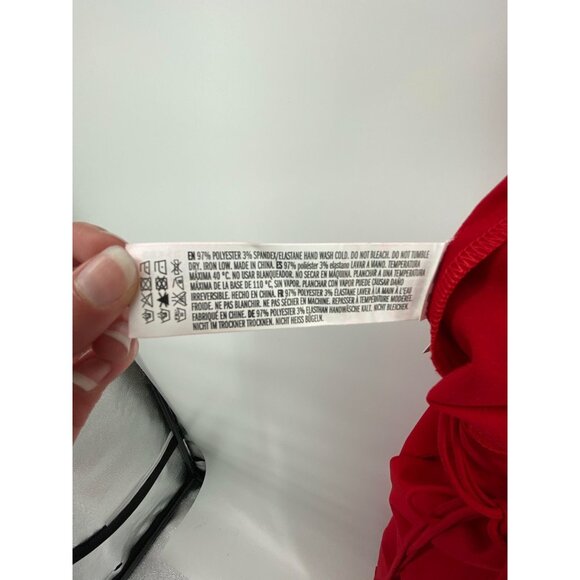 EN 97% POLYESTER 3% SPANDEX/ELASTANE HAND WASH COLD. DO NOT BLEACH. DO NOT TUMBLE
DRY. IRON LOW. MADE IN CHINA. ES 97% poliéster 3% elastano LAVAR A MANO. TEMPERATURA
MÁXIMA 40 °C. NO USAR BLANQUEADOR. NO SECAR EN MAQUINA. PLANCHAR A UNA TEMPERATURA
MÁXIMA DE LA BASE DE 110 °C, SIN VAPOR. PLANCHAR CON VAPOR PUEDE CAUSAR DAÑO
IRREVERSIBLE. HECHO EN CHINA. FR 97% POLYESTER 3% ELASTANE LAVER À LA MAIN À L'EAU
FROIDE. NE PAS BLANCHIR. NE PAS SÉCHER EN MACHINE. REPASSER À TEMPÉRATURE MODÉRÉE.
FABRIQUÉ EN CHINE. DE 97% POLYESTER 3% ELASTHAN HANDWÄSCHE KALT. NICHT BLEICHEN.
NICHT IM TROCKNER TROCKNEN. NICHT HEISS BÜGELN.